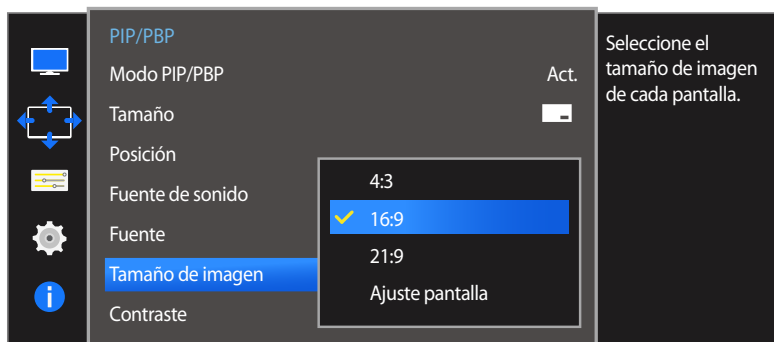 PIP/PBP
Modo PIP/PBP Act.
Tamaño
Posición
Fuente de sonido
Fuente
Tamaño de imagen
Contraste
4:3
16:9
21:9
Ajuste pantalla
Seleccione el
tamaño de imagen
de cada pantalla.